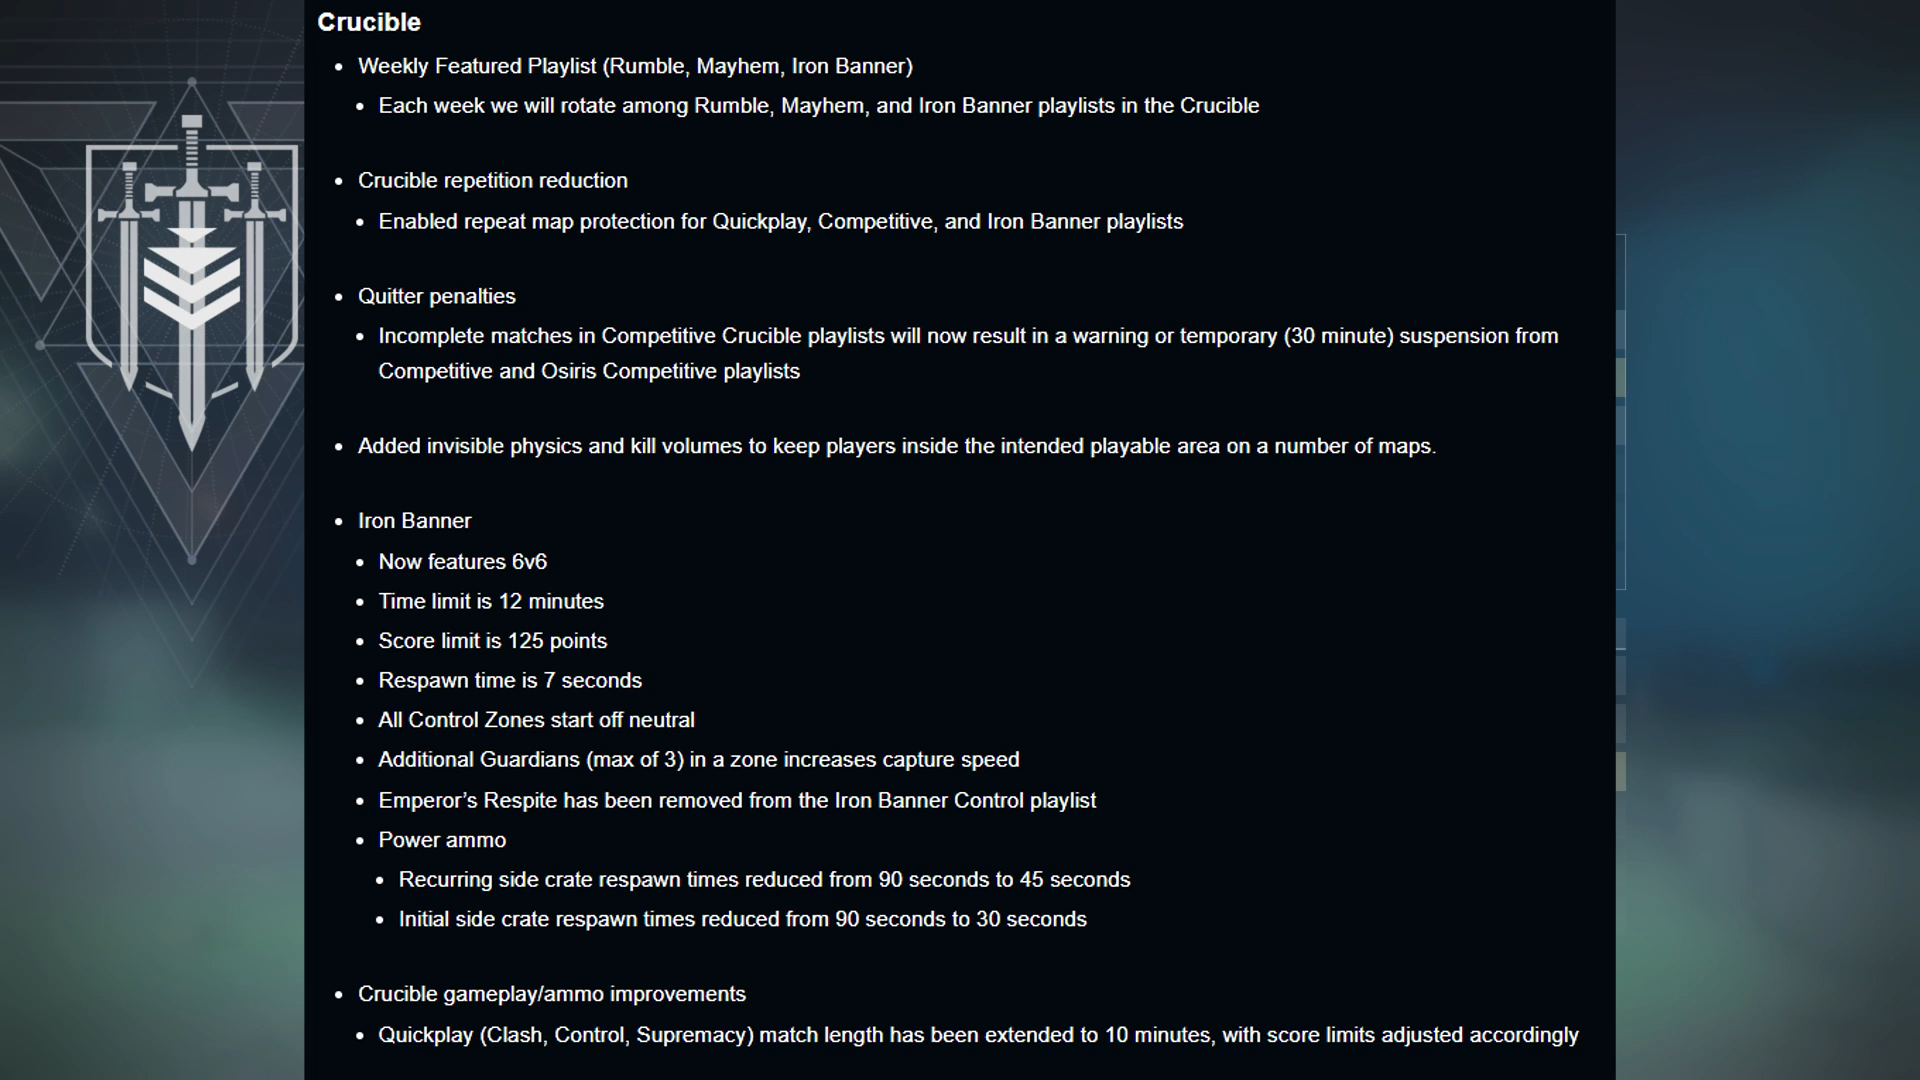 Crucible
• Weekly Featured Playlist (Rumble, Mayhem, Iron Banner)
• Each week we will rotate among Rumble, Mayhem, and Iron Banner playlists in the Crucible
• Crucible repetition reduction
• Enabled repeat map protection for Quickplay, Competitive, and Iron Banner playlists
• Quitter penalties
• Incomplete matches in Competitive Crucible playlists will now result in a warning or temporary (30 minute) suspension from
Competitive and Osiris Competitive playlists
• Added invisible physics and kill volumes to keep players inside the intended playable area on a number of maps.
• Iron Banner
• Now features 6v6
• Time limit is 12 minutes
• Score limit is 125 points
• Respawn time is 7 seconds
• All Control Zones start off neutral
• Additional Guardians (max of 3) in a zone increases capture speed
• Emperor’s Respite has been removed from the Iron Banner Control playlist
• Power ammo
• Recurring side crate respawn times reduced from 90 seconds to 45 seconds
• Initial side crate respawn times reduced from 90 seconds to 30 seconds
• Crucible gameplay/ammo improvements
• Quickplay (Clash, Control, Supremacy) match length has been extended to 10 minutes, with score limits adjusted accordingly